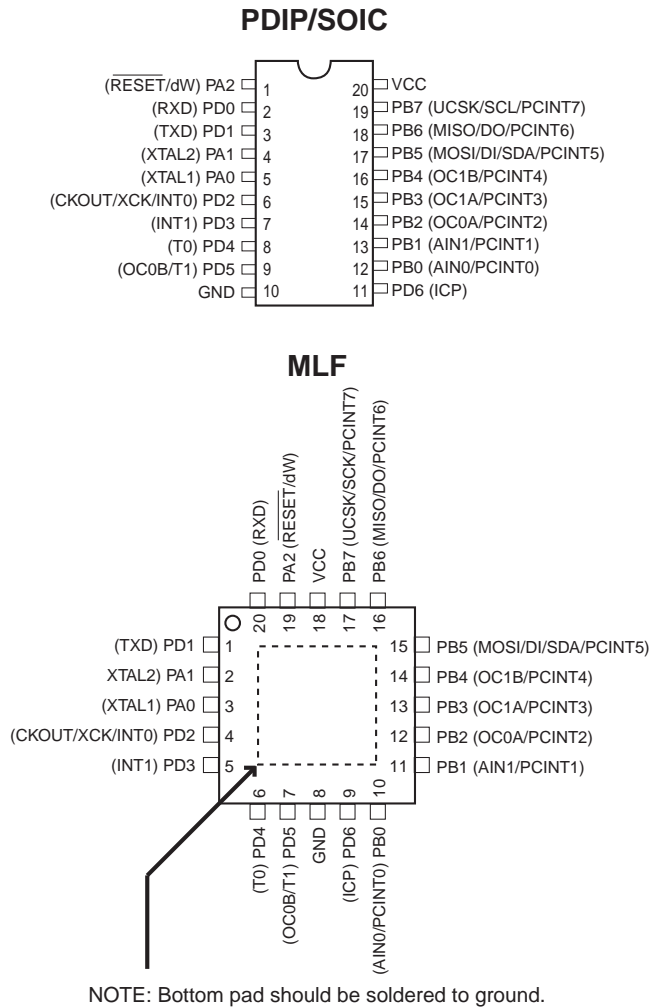 PDIP/SOIC
(RESET/dW) PA2 1 20 VCC
(RXD) PD0 2 19 PB7 (UCSK/SCL/PCINT7)
(TXD) PD1 3 18 PB6 (MISO/DO/PCINT6)
(XTAL2) PA1 4 17 PB5 (MOSI/DI/SDA/PCINT5)
(XTAL1) PA0 5 16 PB4 (OC1B/PCINT4)
(CKOUT/XCK/INT0) PD2 6 15 PB3 (OC1A/PCINT3)
(INT1) PD3 7 14 PB2 (OC0A/PCINT2)
(T0) PD4 8 13 PB1 (AIN1/PCINT1)
(OC0B/T1) PD5 9 12 PB0 (AIN0/PCINT0)
GND 10 11 PD6 (ICP)
MLF
PD0 (RXD)
PA2 (RESET/dW)
VCC
PB7 (UCSK/SCK/PCINT7)
PB6 (MISO/DO/PCINT6)
20 19 18 17 16
(TXD) PD1 1 15 PB5 (MOSI/DI/SDA/PCINT5)
XTAL2) PA1 2 14 PB4 (OC1B/PCINT4)
(XTAL1) PA0 3 13 PB3 (OC1A/PCINT3)
(CKOUT/XCK/INT0) PD2 4 12 PB2 (OC0A/PCINT2)
(INT1) PD3 5 11 PB1 (AIN1/PCINT1)
6 7 8 9 10
(T0) PD4
(OC0B/T1) PD5
GND
(ICP) PD6
(AIN0/PCINT0) PB0
NOTE: Bottom pad should be soldered to ground.